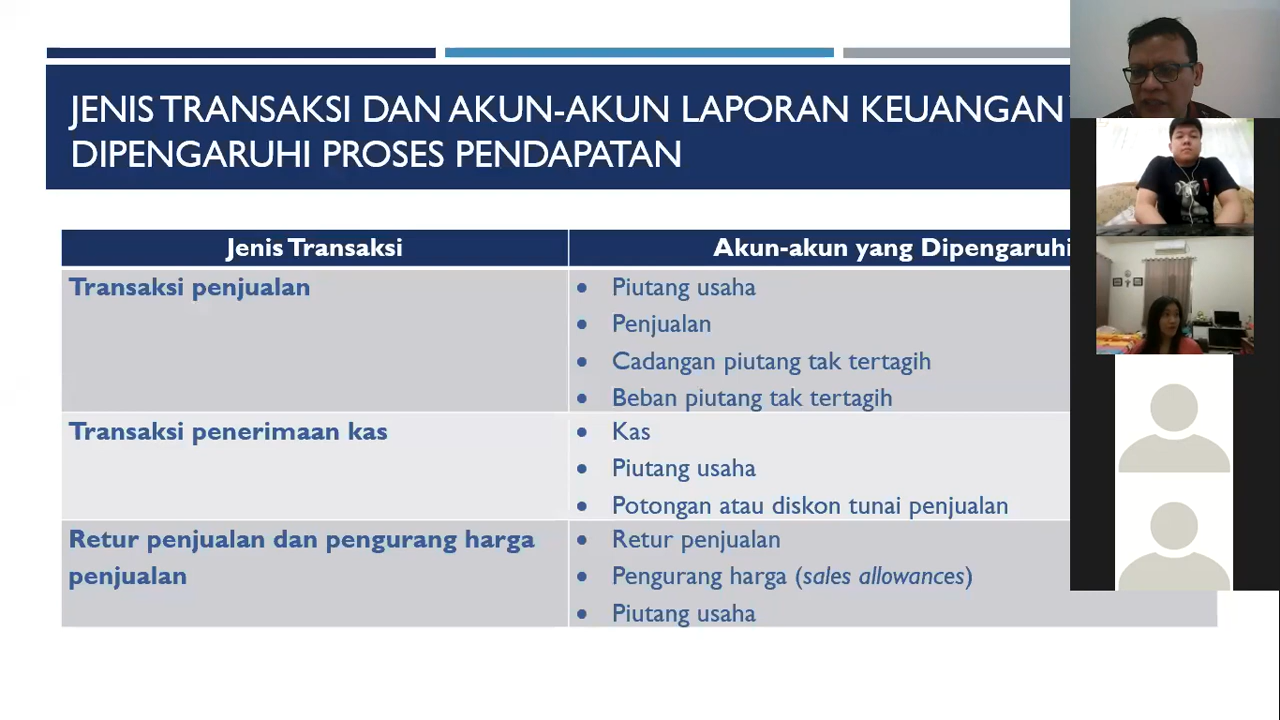 JENIS TRANSAKSI DAN AKUN-AKUN LAPORAN KEUANGAN
DIPENGARUHI PROSES PENDAPATAN
Jenis Transaksi
Akun-akun yang Dipengaruhi
Transaksi penjualan
• Piutang usaha
• Penjualan
• Cadangan piutang tak tertagih
• Beban piutang tak tertagih
Transaksi penerimaan kas
• Kas
• Piutang usaha
• Potongan atau diskon tunai penjualan
Retur penjualan dan pengurang harga
penjualan
• Retur penjualan
• Pengurang harga (sales allowances)
• Piutang usaha